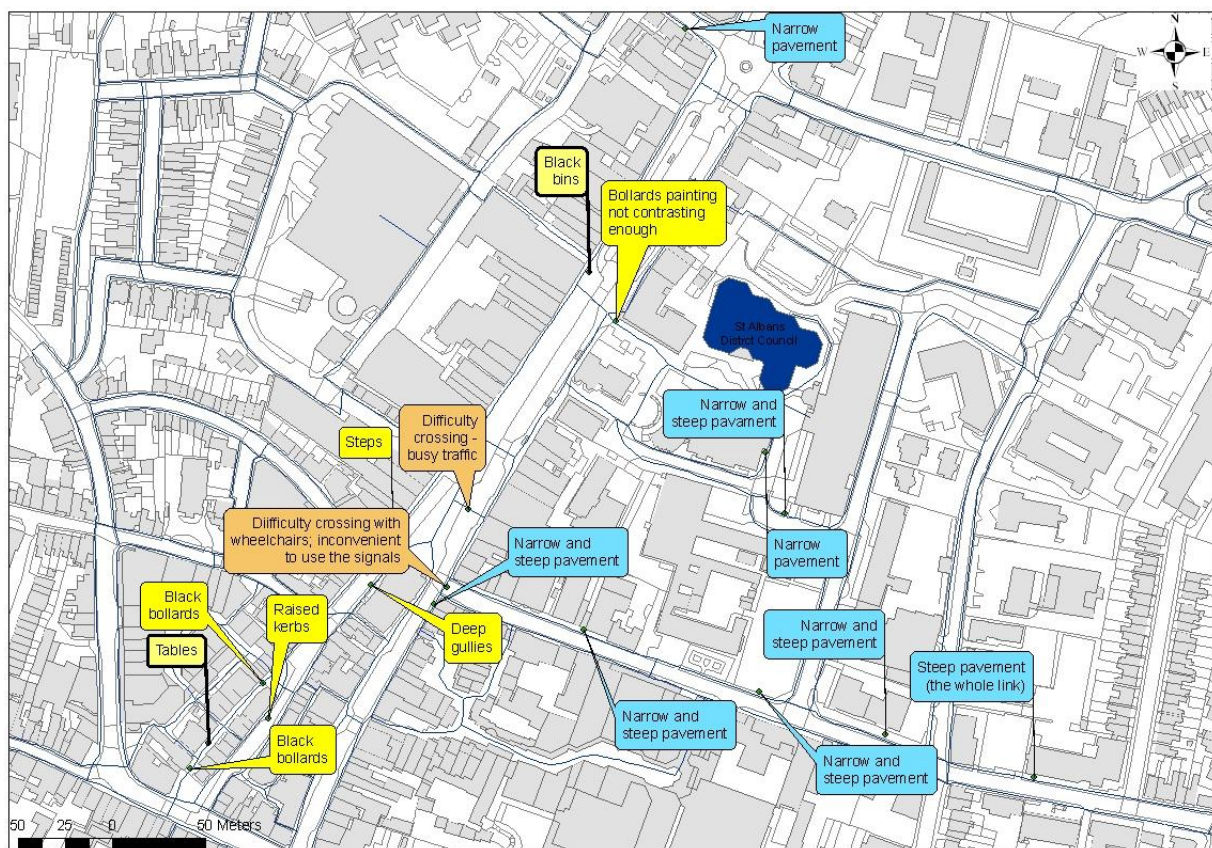 Narrow
pavement
N
W E
S
Black
bins
Bollards painting
not contrasting
enough
St Albans
District Council
Narrow and
steep pavament
Difficulty
crossing -
busy traffic
Steps
Diifficulty crossing with
wheelchairs; inconvenient
to use the signals
Narrow and
steep pavement
Narrow
pavement
Black
bollards
Raised
kerbs
Deep
gullies
Narrow and
steep pavement
Tables
Steep pavement
(the whole link)
Narrow and
steep pavement
Black
bollards
Narrow and
steep pavement
50 25 0 50 Meters